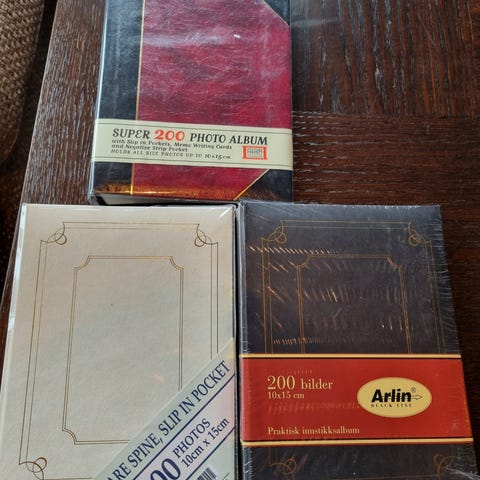 SUPER 200 PHOTO ALBUM
with Slip in Pockets, Memo Writing Cards
and Negative Strip Pocket
HOLDS ALL SIZE PHOTOS UP TO 10x15cm
ARE SPINE, SLIP IN POCKET
00 PHOTOS
10cm x 15cm
200 bilder
10x15 cm
Arlin®
BLACK LINE
Praktisk innstikksalbum